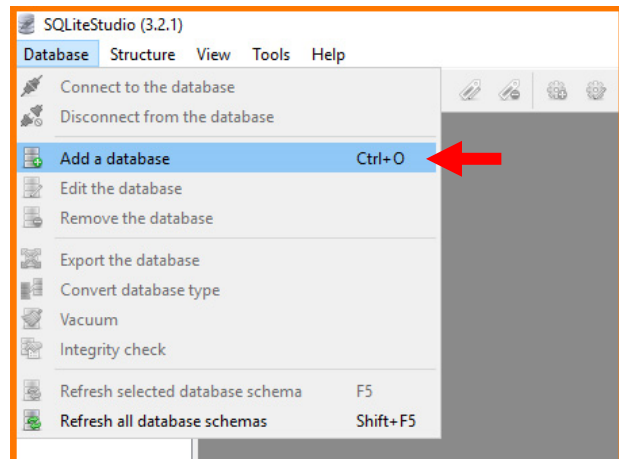 SQLiteStudio (3.2.1)
Database Structure View Tools Help
Connect to the database
Disconnect from the database
Add a database Ctrl+O
Edit the database
Remove the database
Export the database
Convert database type
Vacuum
Integrity check
Refresh selected database schema F5
Refresh all database schemas Shift+F5